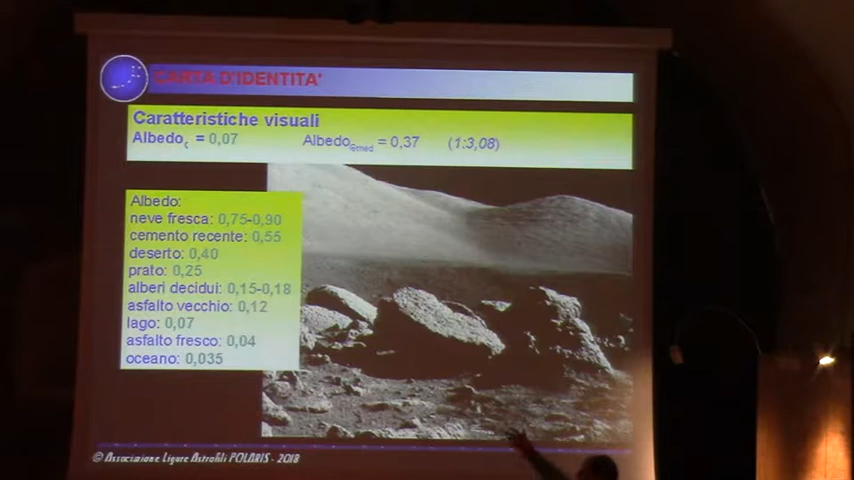 CARTA D'IDENTITA'
Caratteristiche visuali
Albedo☾ = 0,07 Albedo⊕med = 0,37 (1:3,08)
Albedo:
neve fresca: 0,75-0,90
cemento recente: 0,55
deserto: 0,40
prato: 0,25
alberi decidui: 0,15-0,18
asfalto vecchio: 0,12
lago: 0,07
asfalto fresco: 0,04
oceano: 0,035
© Associazione Ligure Astrofili POLARIS - 2018